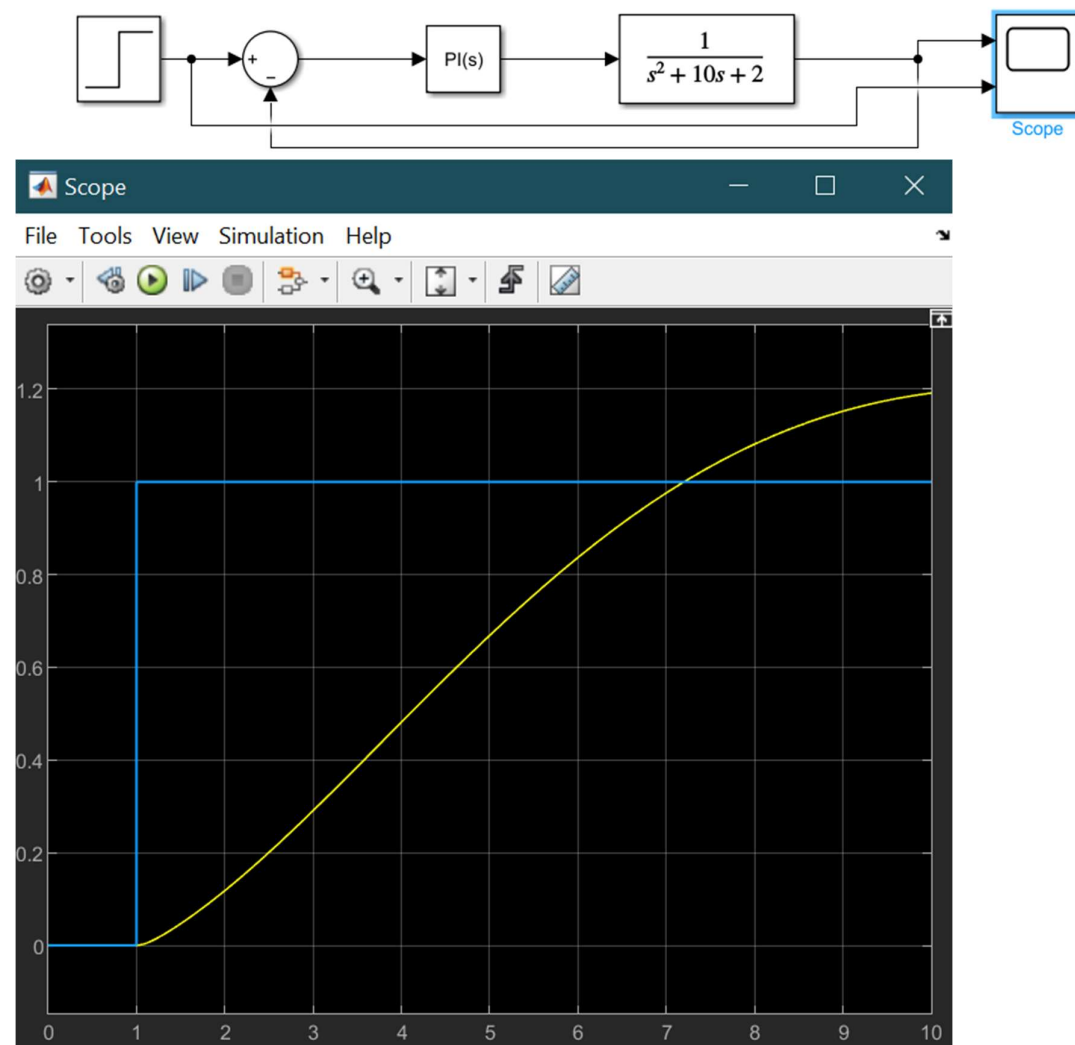 +
−
PI(s)
1
s² + 10s + 2
Scope
Scope
File Tools View Simulation Help
1.2
1
0.8
0.6
0.4
0.2
0
0 1 2 3 4 5 6 7 8 9 10